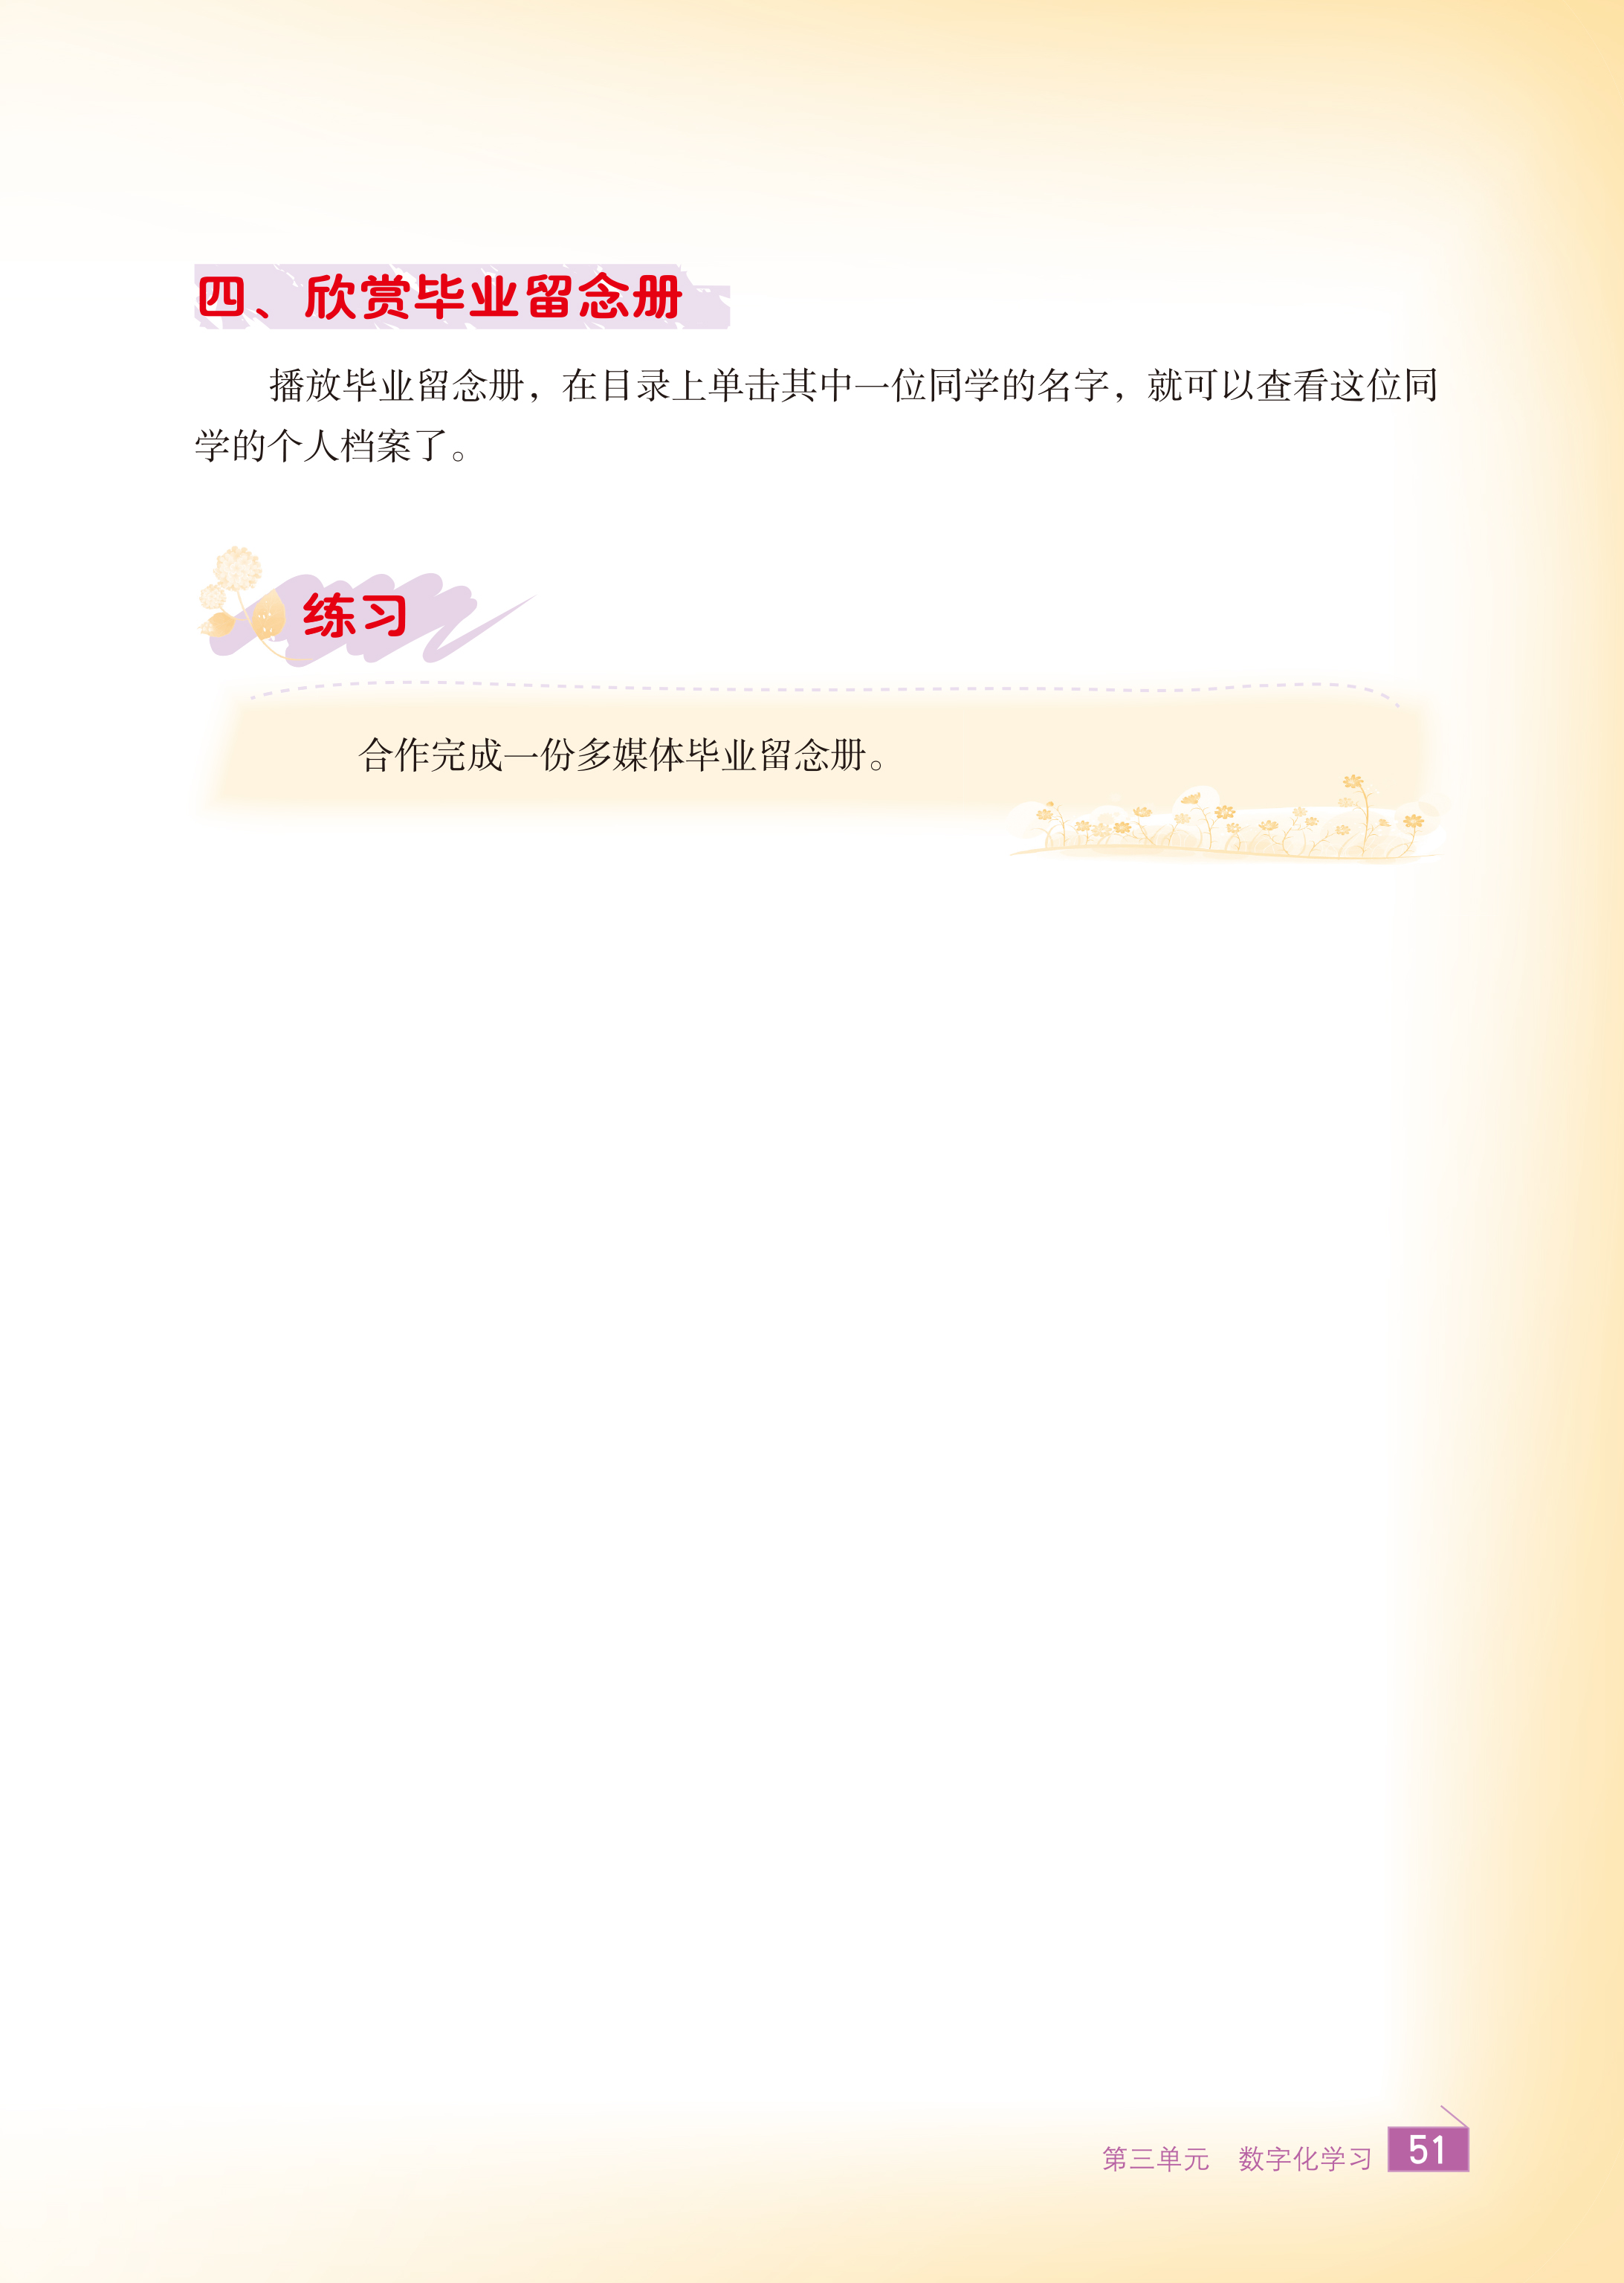 四、欣赏毕业留念册
播放毕业留念册，在目录上单击其中一位同学的名字，就可以查看这位同
学的个人档案了。
练习
合作完成一份多媒体毕业留念册。
第三单元　数字化学习 51